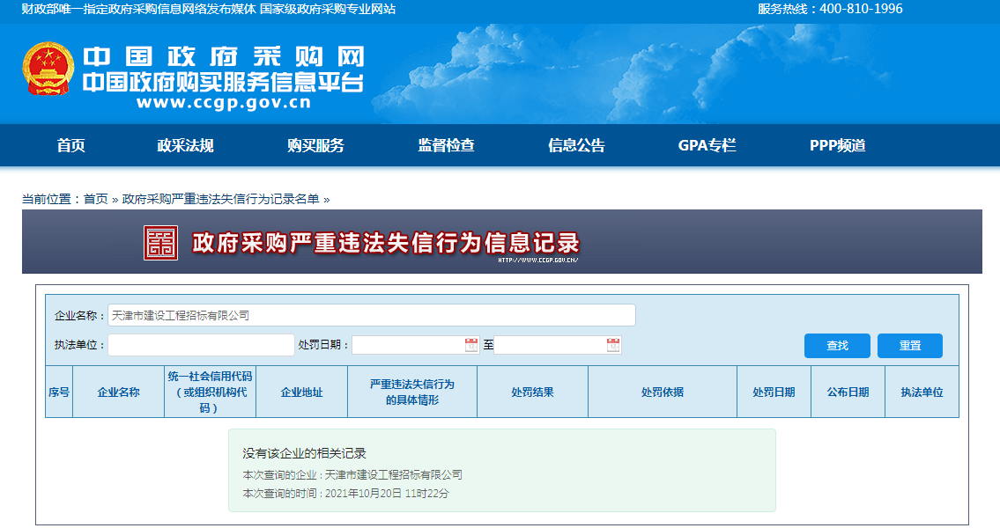 财政部唯一指定政府采购信息网络发布媒体 国家级政府采购专业网站
服务热线：400-810-1996
中国政府采购网
中国政府购买服务信息平台
www.ccgp.gov.cn
首页 政采法规 购买服务 监督检查 信息公告 GPA专栏 PPP频道
当前位置：首页 » 政府采购严重违法失信行为记录名单 »
政府采购严重违法失信行为信息记录
HTTP://WWW.CCGP.GOV.CN/
企业名称：天津市建设工程招标有限公司
执法单位： 处罚日期： 至 查找 重置
序号 企业名称 统一社会信用代码（或组织机构代码） 企业地址 严重违法失信行为的具体情形 处罚结果 处罚依据 处罚日期 公布日期 执法单位
没有该企业的相关记录
本次查询的企业：天津市建设工程招标有限公司
本次查询的时间：2021年10月20日 11时22分